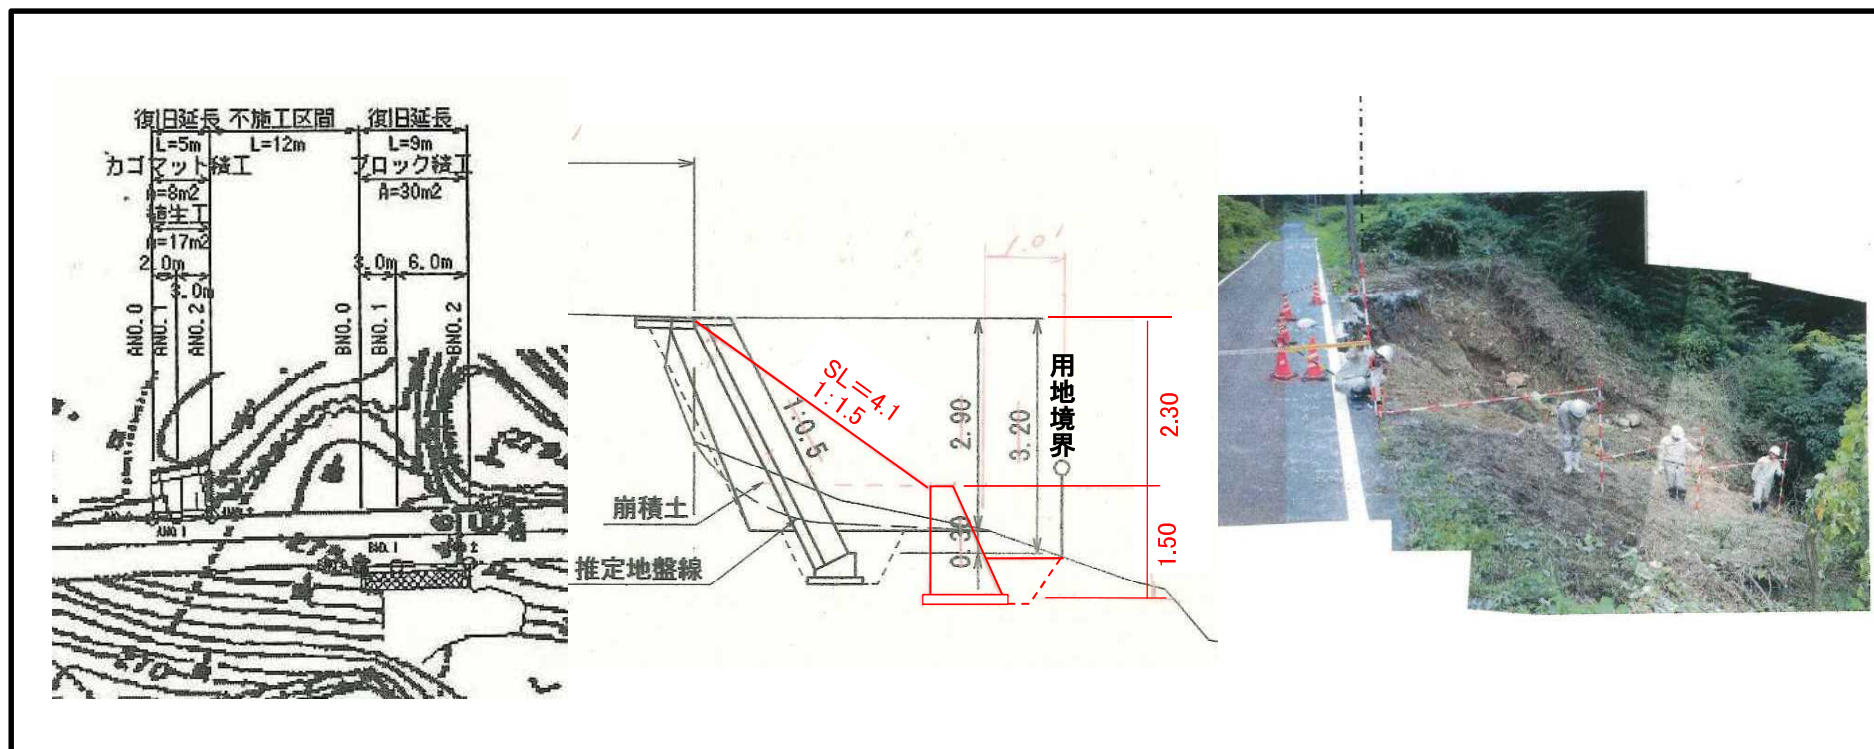 復旧延長 不施工区間 復旧延長
L=5m L=12m L=9m
カゴマット積工 ブロック積工
A=8m2 A=30m2
植生工
A=17m2
2.0m 3.0m 6.0m
3.0m
ANO.0 ANO.1 ANO.2 BNO.0 BNO.1 BNO.2
1.01
SL=4.1
1:1.5
1:0.5
2.90
3.20
用地境界
2.30
崩積土
0.30
1.50
推定地盤線